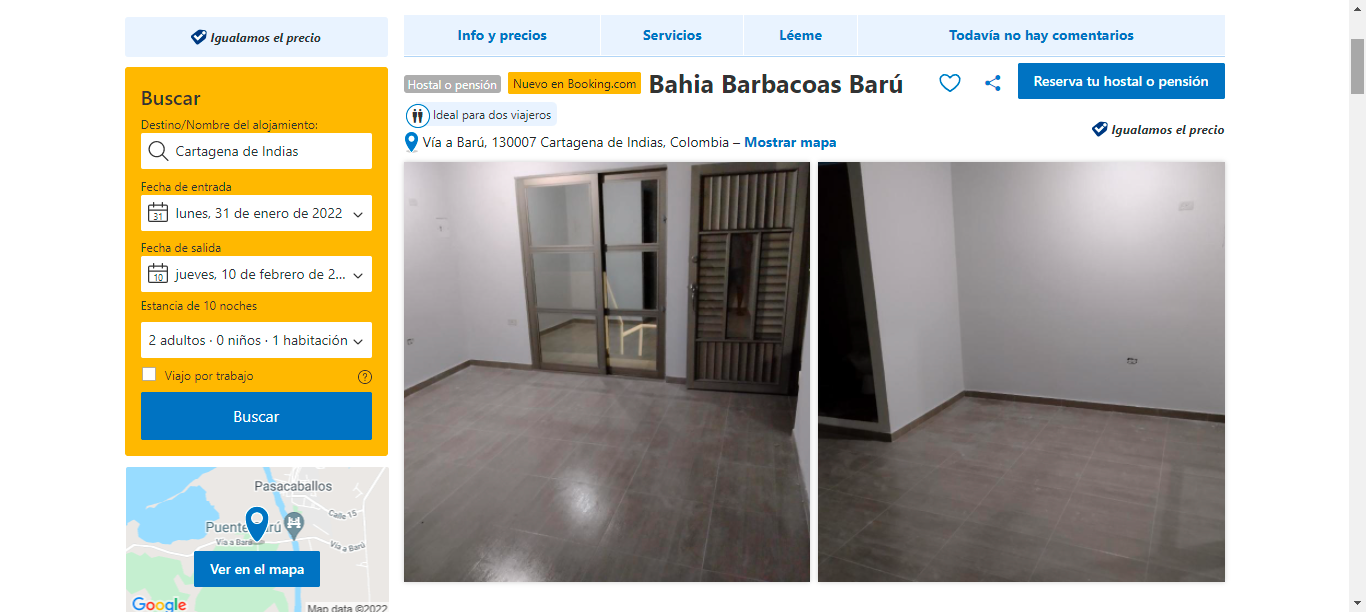 Igualamos el precio
Buscar
Destino/Nombre del alojamiento:
Cartagena de Indias
Fecha de entrada
31
lunes, 31 de enero de 2022
Fecha de salida
10
jueves, 10 de febrero de 2...
Estancia de 10 noches
2 adultos · 0 niños · 1 habitación
Viajo por trabajo
?
Buscar
Pasacaballos
Calle 15
Puente Barú
Vía a Barú
Vía a Barú
Ver en el mapa
Google
Map data ©2022
Info y precios
Servicios
Léeme
Todavía no hay comentarios
Hostal o pensión
Nuevo en Booking.com
Bahia Barbacoas Barú
Reserva tu hostal o pensión
Ideal para dos viajeros
Igualamos el precio
Vía a Barú, 130007 Cartagena de Indias, Colombia – Mostrar mapa